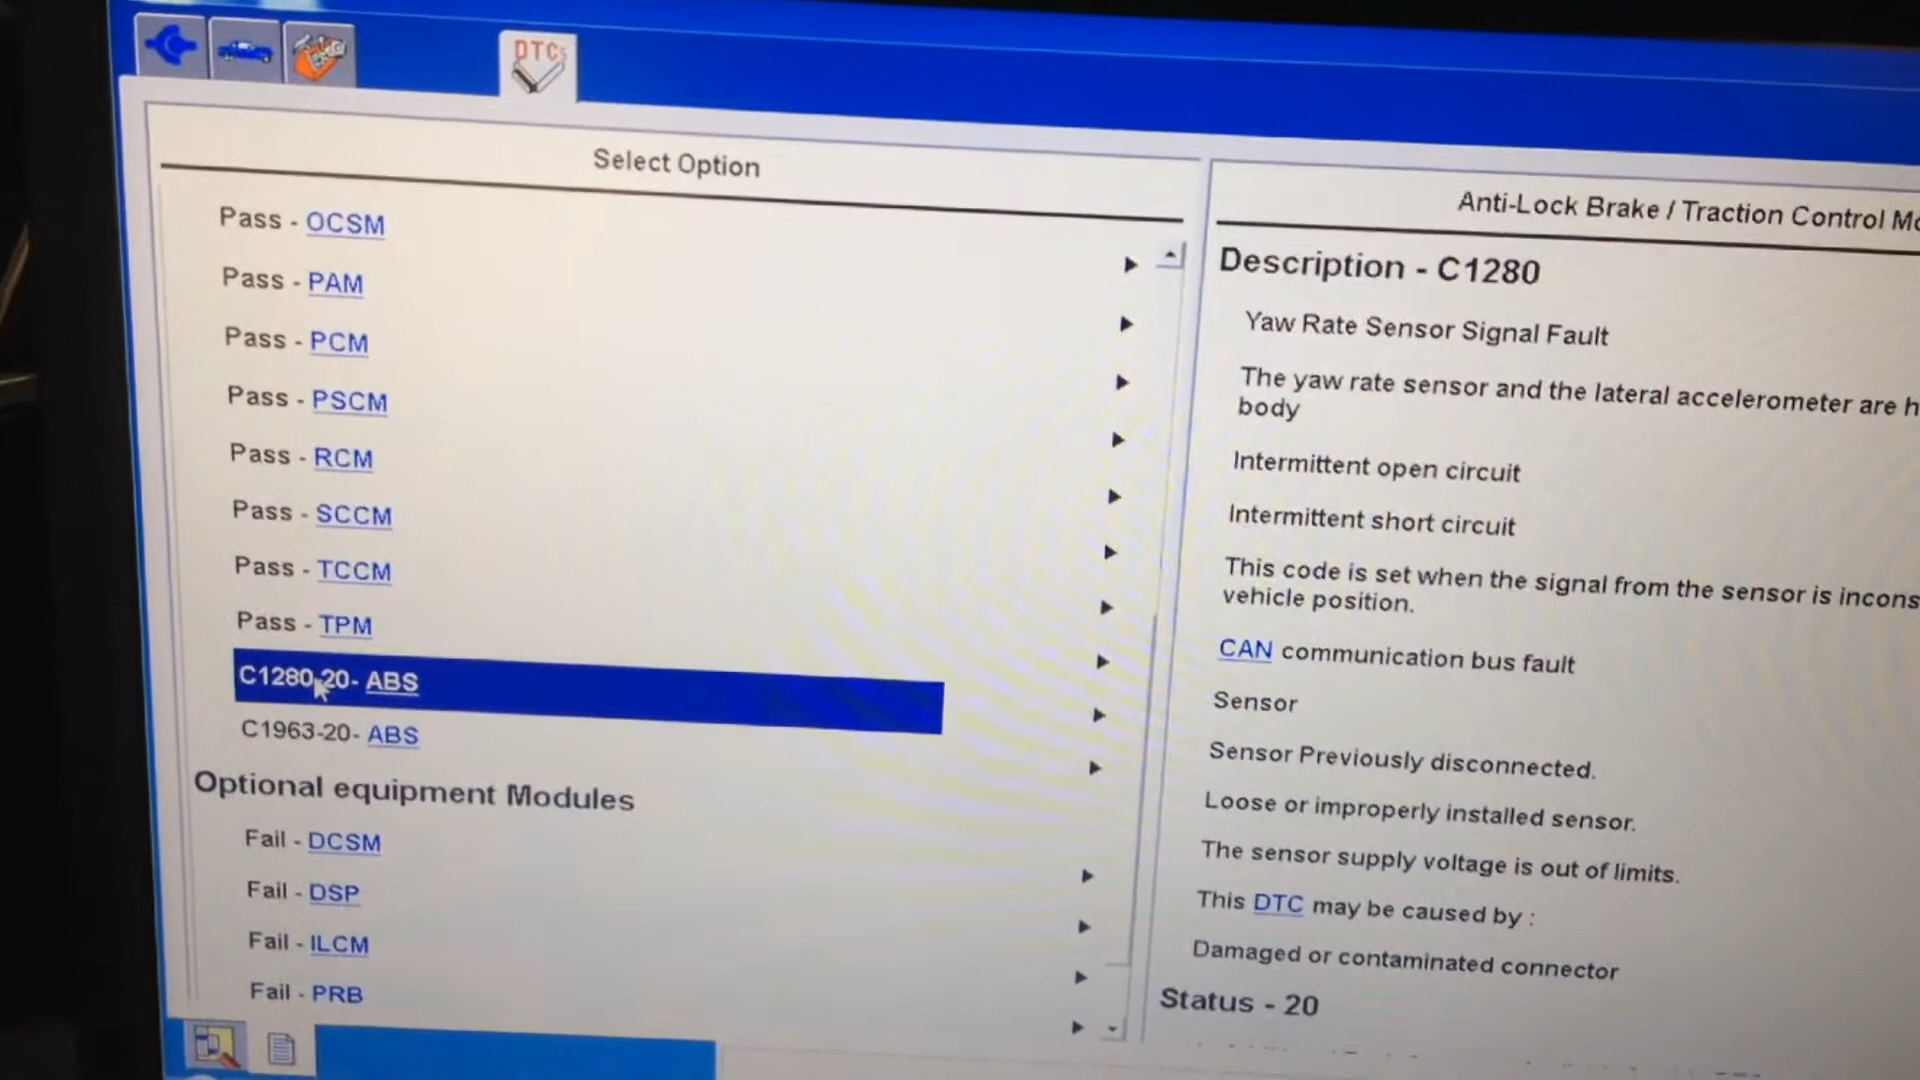 DTCs
Select Option
Pass - OCSM
Pass - PAM
Pass - PCM
Pass - PSCM
Pass - RCM
Pass - SCCM
Pass - TCCM
Pass - TPM
C1280-20- ABS
C1963-20- ABS
Optional equipment Modules
Fail - DCSM
Fail - DSP
Fail - ILCM
Fail - PRB
Anti-Lock Brake / Traction Control
Description - C1280
Yaw Rate Sensor Signal Fault
The yaw rate sensor and the lateral accelerometer are
body
Intermittent open circuit
Intermittent short circuit
This code is set when the signal from the sensor is
vehicle position.
CAN communication bus fault
Sensor
Sensor Previously disconnected.
Loose or improperly installed sensor.
The sensor supply voltage is out of limits.
This DTC may be caused by :
Damaged or contaminated connector
Status - 20